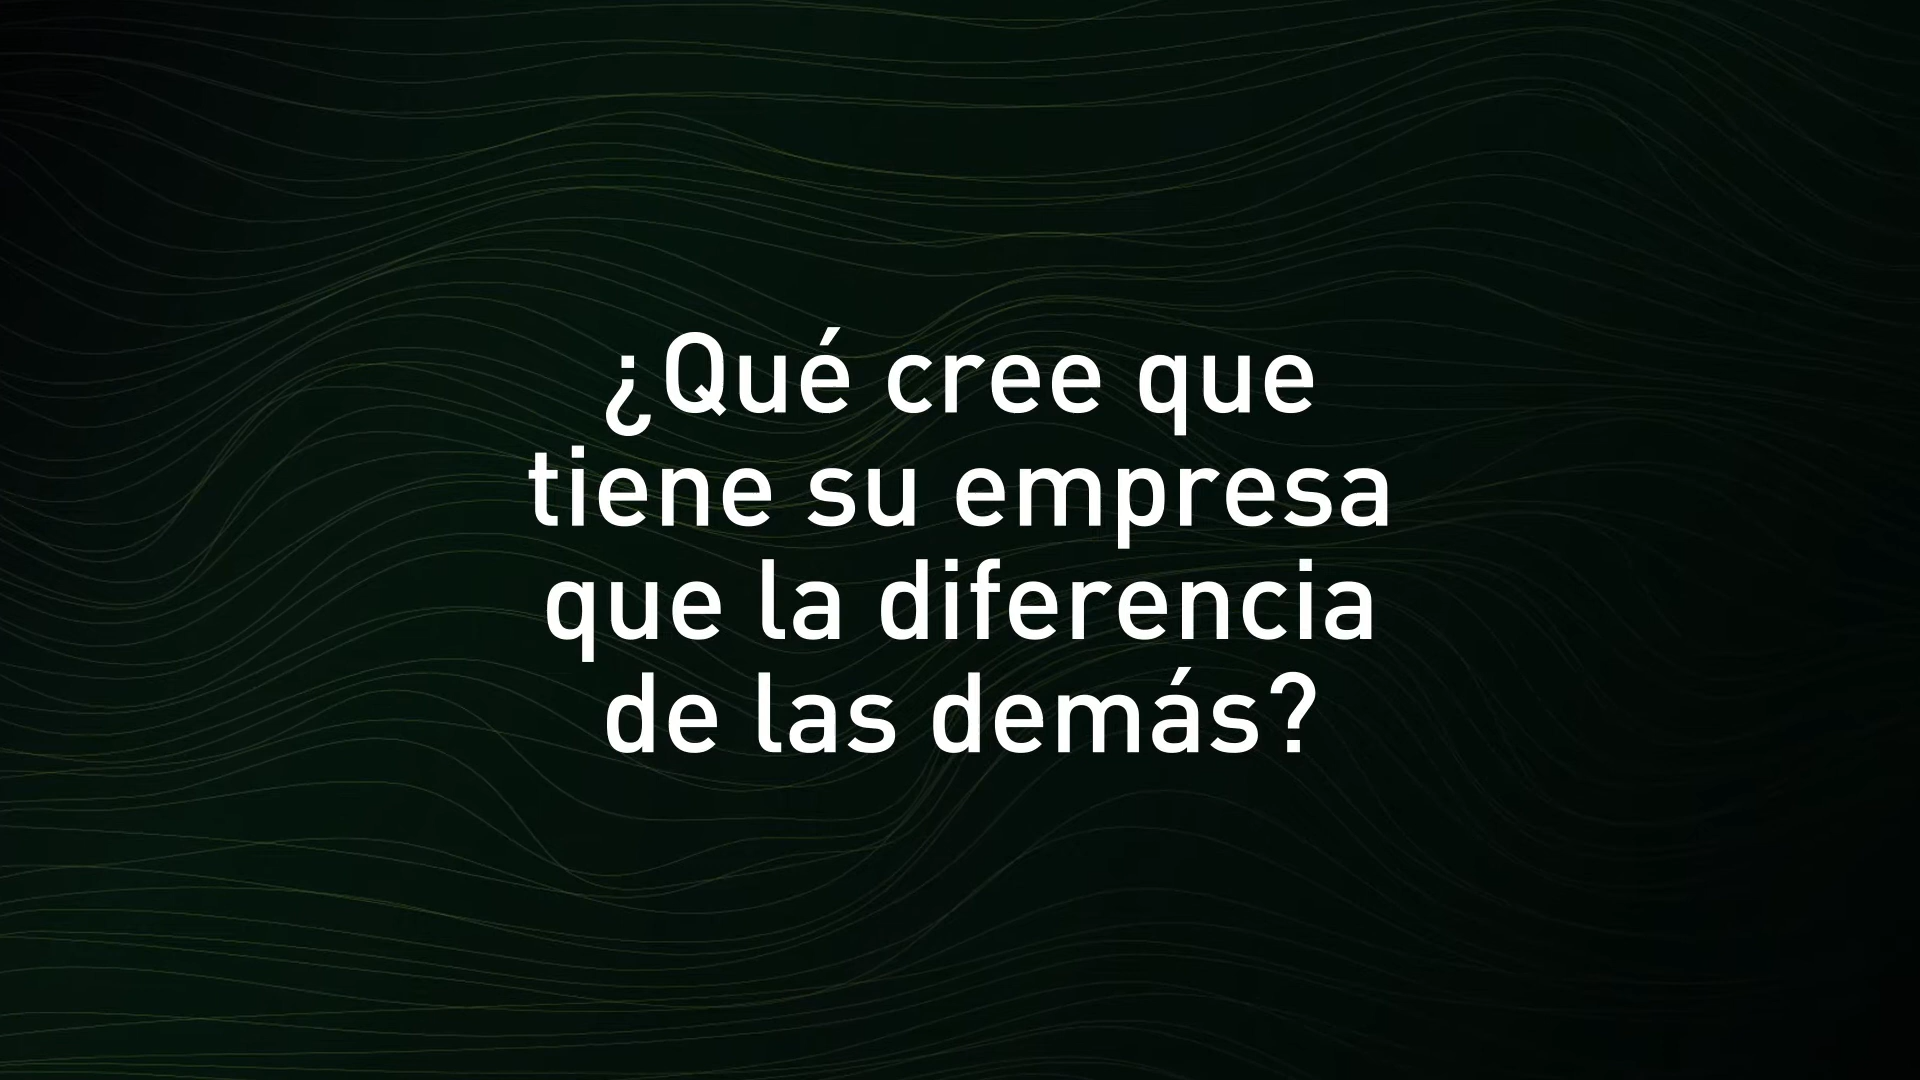 ¿Qué cree que
tiene su empresa
que la diferencia
de las demás?